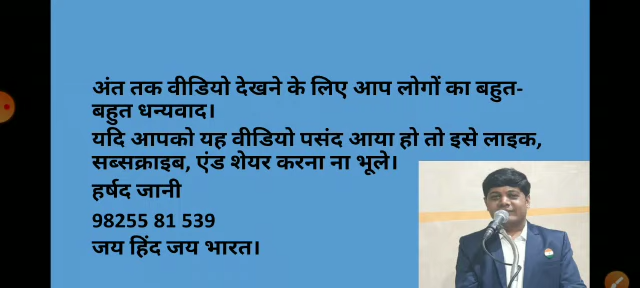 अंत तक वीडियो देखने के लिए आप लोगों का बहुत-
बहुत धन्यवाद।
यदि आपको यह वीडियो पसंद आया हो तो इसे लाइक,
सब्सक्राइब, एंड शेयर करना ना भूले।
हर्षद जानी
98255 81 539
जय हिंद जय भारत।